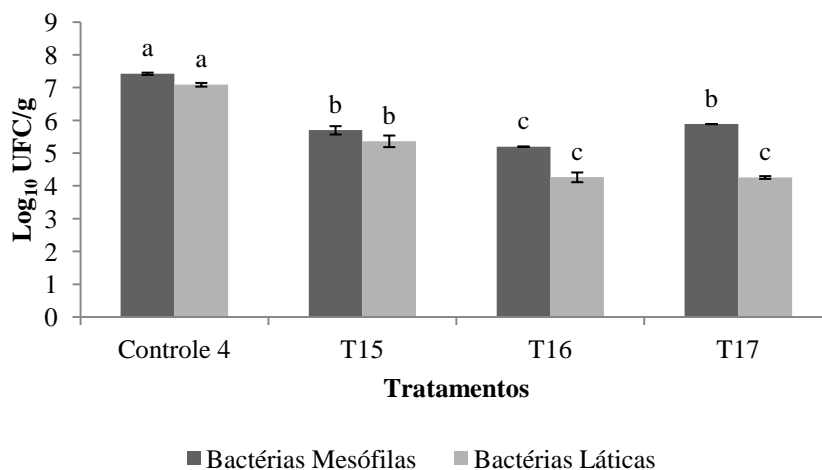 9
8
7
6
5
4
3
2
1
0
Log10 UFC/g
a a
b b
c c
b c
Controle 4 T15 T16 T17
Tratamentos
Bactérias Mesófilas Bactérias Láticas